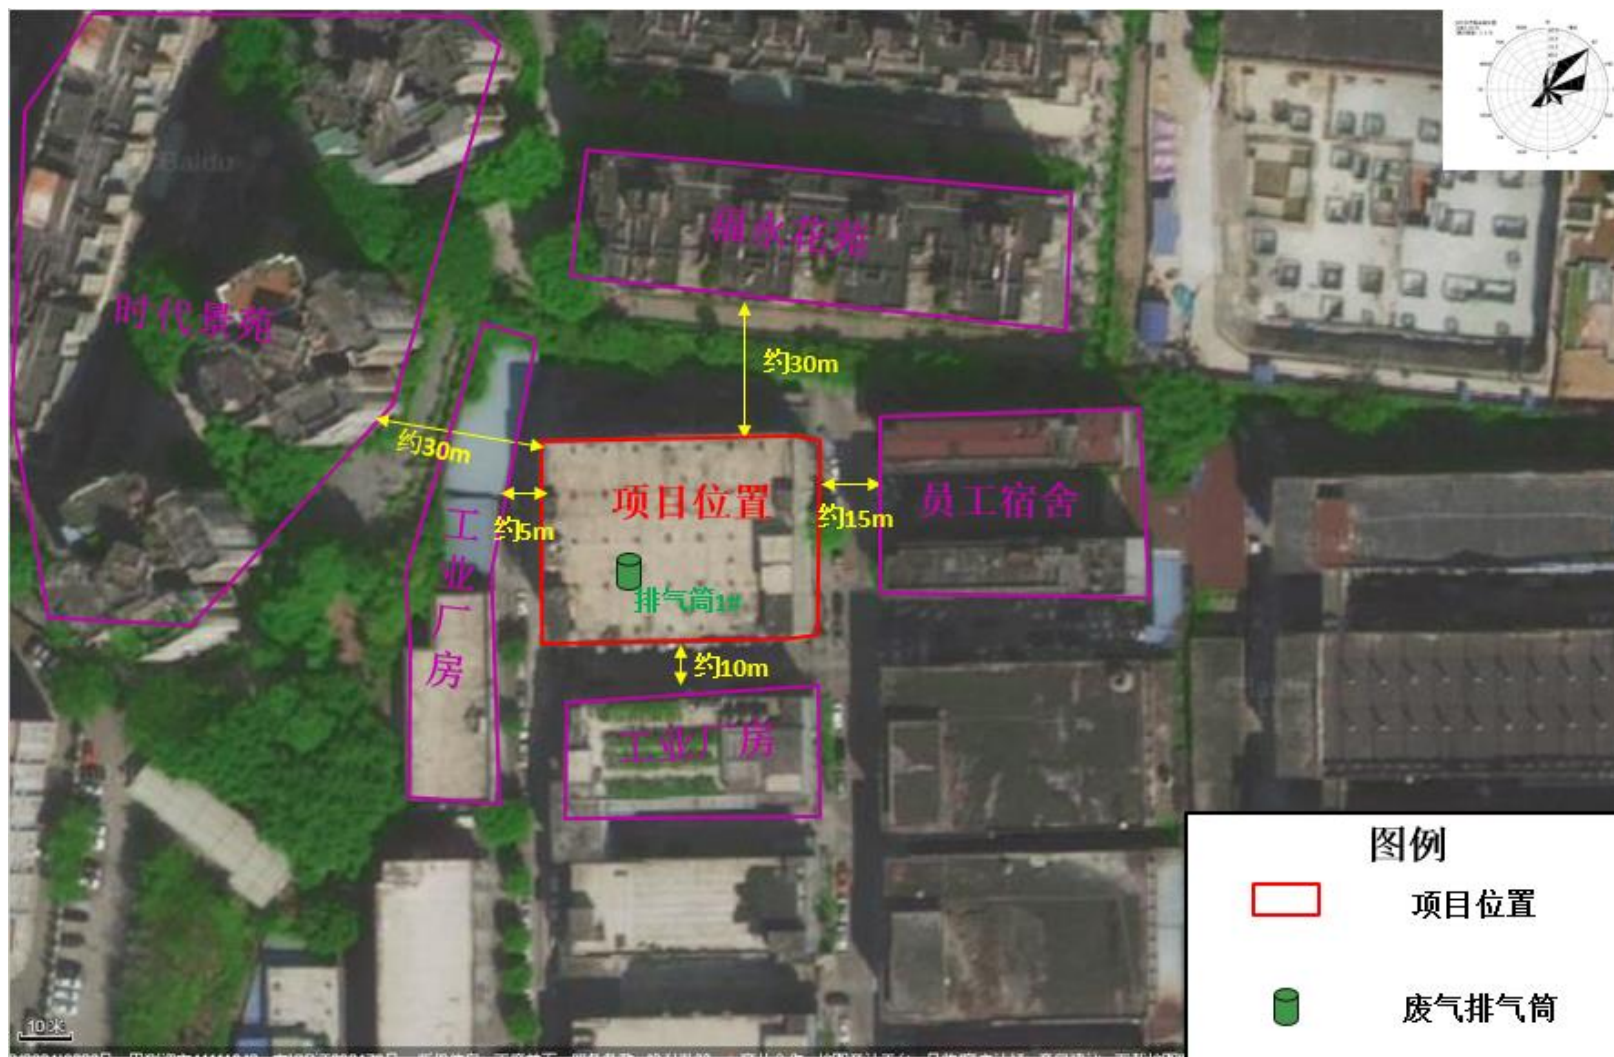 Baidu
福永花苑
时代景苑
约30m
约30m
项目位置
员工宿舍
约5m
约15m
工业厂房
排气筒1#
约10m
工业厂房
图例
项目位置
废气排气筒
10米